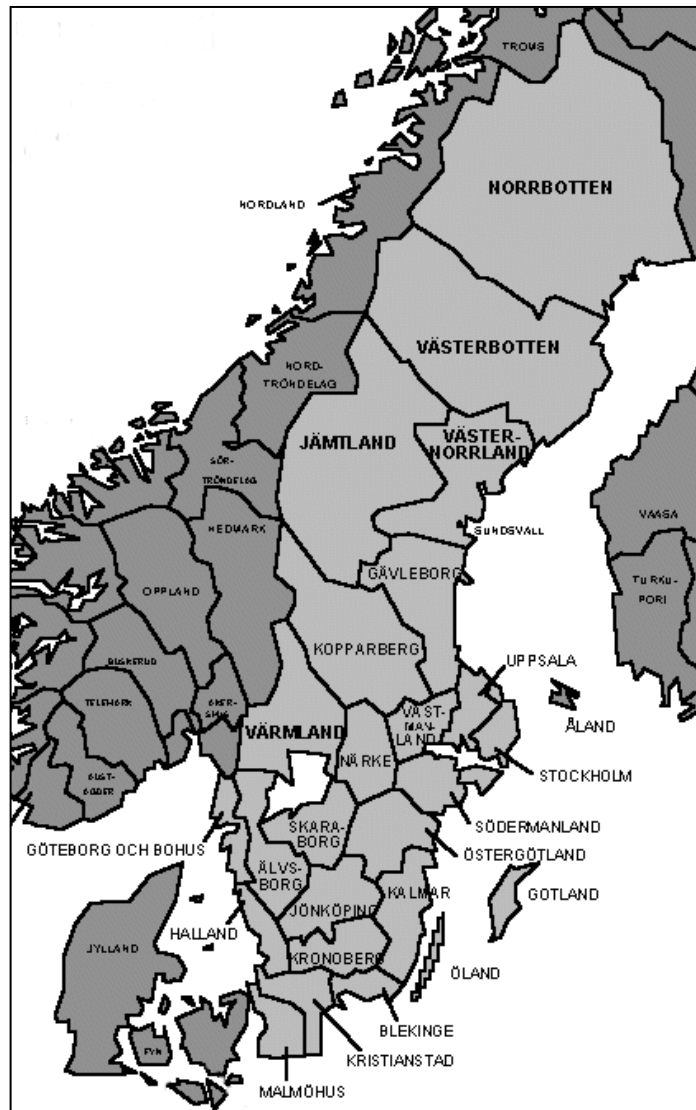 TROMS
NORRBOTTEN
NORDLAND
VÄSTERBOTTEN
NORD-
TRÖNDELAG
JÄMTLAND
VÄSTER-
NORRLAND
SÖR-
TRÖNDELAG
HEDMARK
SUNDSVALL
VAASA
GÄVLEBORG
TURKU-
PORI
OPPLAND
KOPPARBERG
BUSKERUD
UPPSALA
TELEMARK
AKERS-
HUS
VÄST-
MAN-
LAND
ÅLAND
VÄRMLAND
NÄRKE
STOCKHOLM
AUST-
AGDER
SKARA-
BORG
SÖDERMANLAND
GÖTEBORG OCH BOHUS
ÖSTERGÖTLAND
ÄLVS-
BORG
KALMAR
GOTLAND
JÖNKÖPING
HALLAND
JYLLAND
KRONOBERG
ÖLAND
BLEKINGE
FYN
KRISTIANSTAD
MALMÖHUS